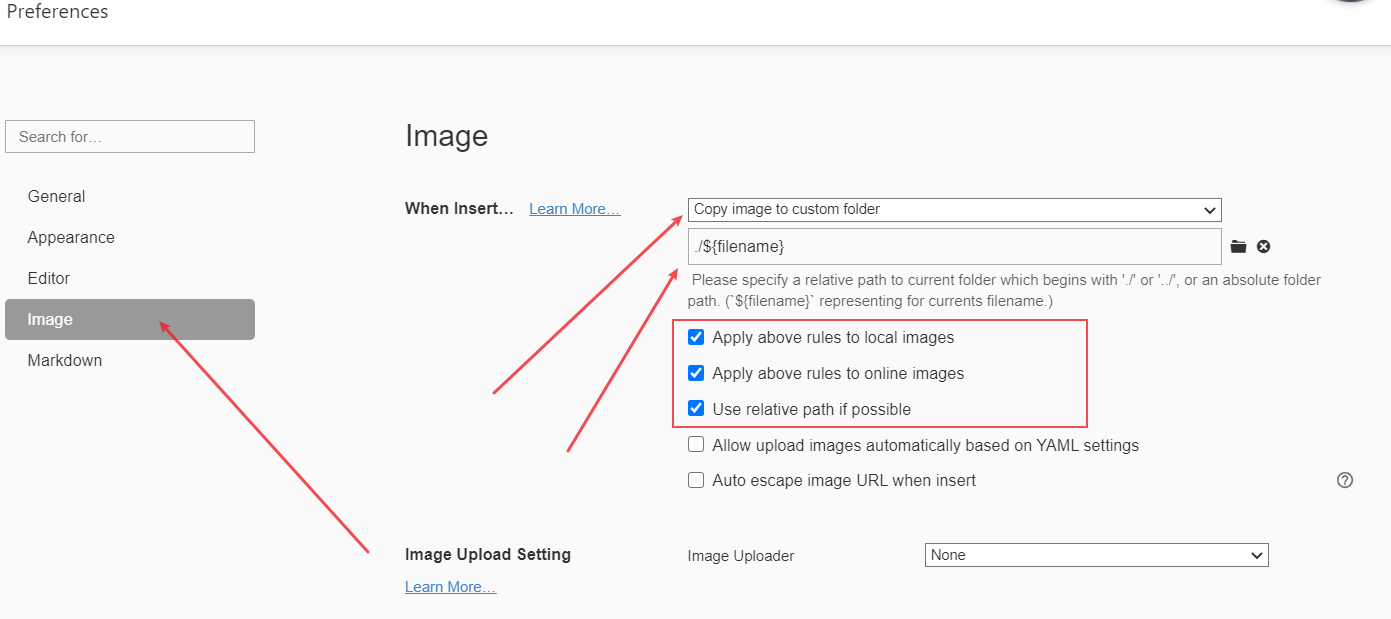 Preferences
Search for…
General
Appearance
Editor
Image
Markdown
Image
When Insert… Learn More…
Copy image to custom folder
./${filename}
Please specify a relative path to current folder which begins with './' or '../', or an absolute folder
path. (`${filename}` representing for currents filename.)
Apply above rules to local images
Apply above rules to online images
Use relative path if possible
Allow upload images automatically based on YAML settings
Auto escape image URL when insert
?
Image Upload Setting
Image Uploader
None
Learn More…